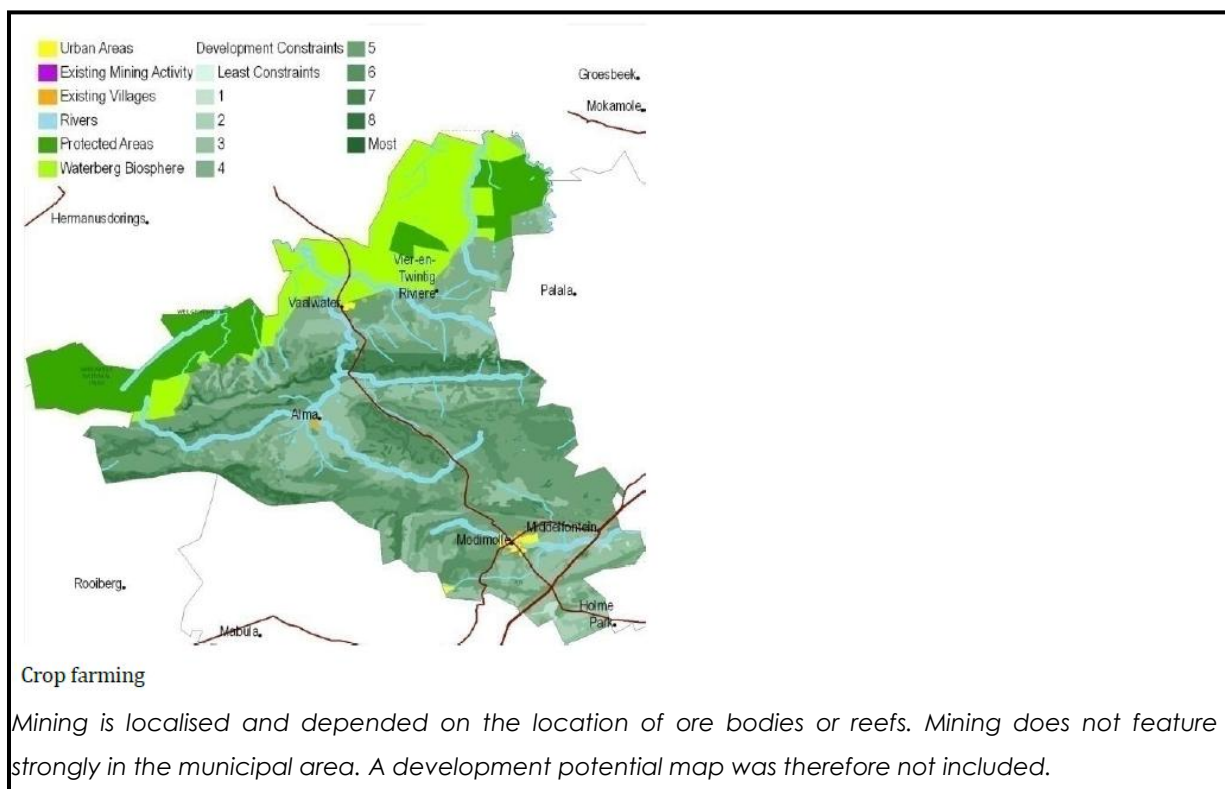 Urban Areas
Existing Mining Activity
Existing Villages
Rivers
Protected Areas
Waterberg Biosphere
Development Constraints
Least Constraints
1
2
3
4
5
6
7
8
Most
Groesbeek
Mokamole
Hermanusdorings
Vier-en-
Twintig
Riviere
Palala
Vaalwater
Alma
Middelfontein
Modimolle
Rooiberg
Holme
Park
Mabula
Crop farming
Mining is localised and depended on the location of ore bodies or reefs. Mining does not feature
strongly in the municipal area. A development potential map was therefore not included.